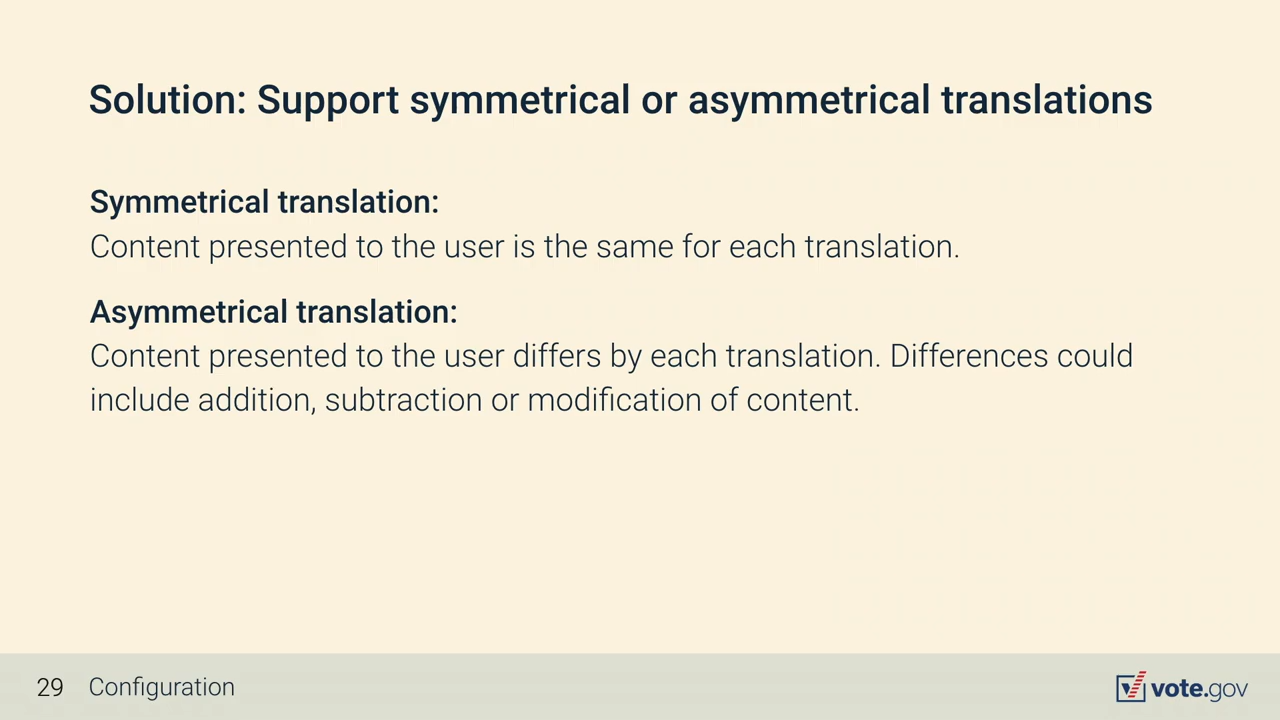 Solution: Support symmetrical or asymmetrical translations
Symmetrical translation:
Content presented to the user is the same for each translation.
Asymmetrical translation:
Content presented to the user differs by each translation. Differences could
include addition, subtraction or modification of content.
29 Configuration
vote.gov